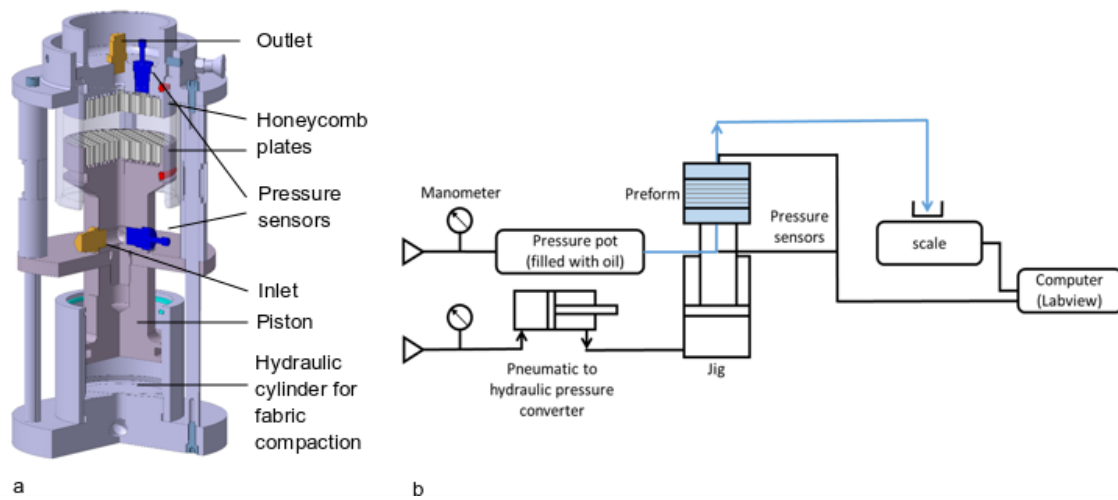 Outlet
Honeycomb
plates
Pressure
sensors
Inlet
Piston
Hydraulic
cylinder for
fabric
compaction
a
Manometer
Pressure pot
(filled with oil)
Preform
Pressure
sensors
scale
Computer
(Labview)
Pneumatic to
hydraulic pressure
converter
Jig
b